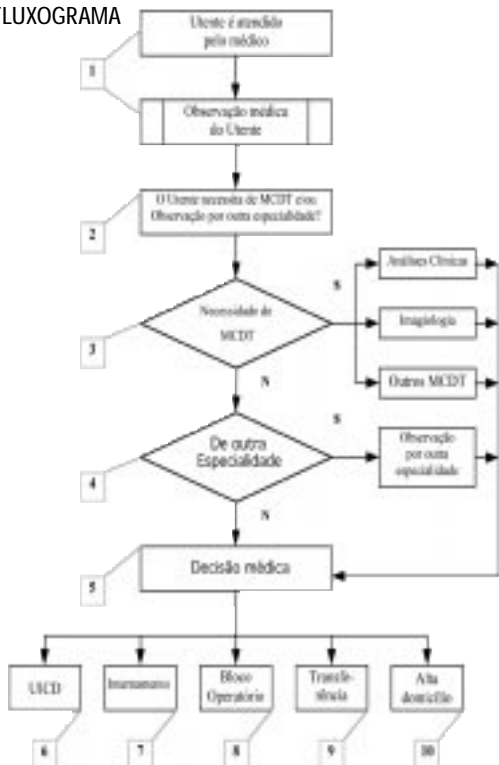 FLUXOGRAMA
Utente é atendido
pelo médico
1
Observação médica
do Utente
O Utente necessita de MCDT e/ou
Observação por outra especialidade?
2
S
Análises Clínicas
Necessidade de
MCDT
Imagiologia
3
Outros MCDT
N
S
De outra
Especialidade
Observação
por outra
especialidade
4
N
5
Decisão médica
UICD
Internamento
Bloco
Operatório
Transfe-
rência
Alta
domicílio
6
7
8
9
10